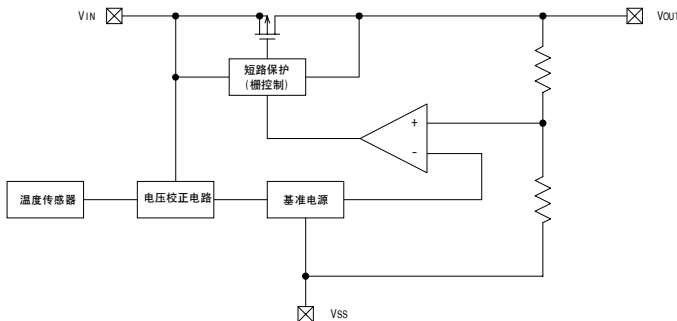 VIN
VOUT
短路保护
(栅控制)
+
-
温度传感器
电压校正电路
基准电源
VSS